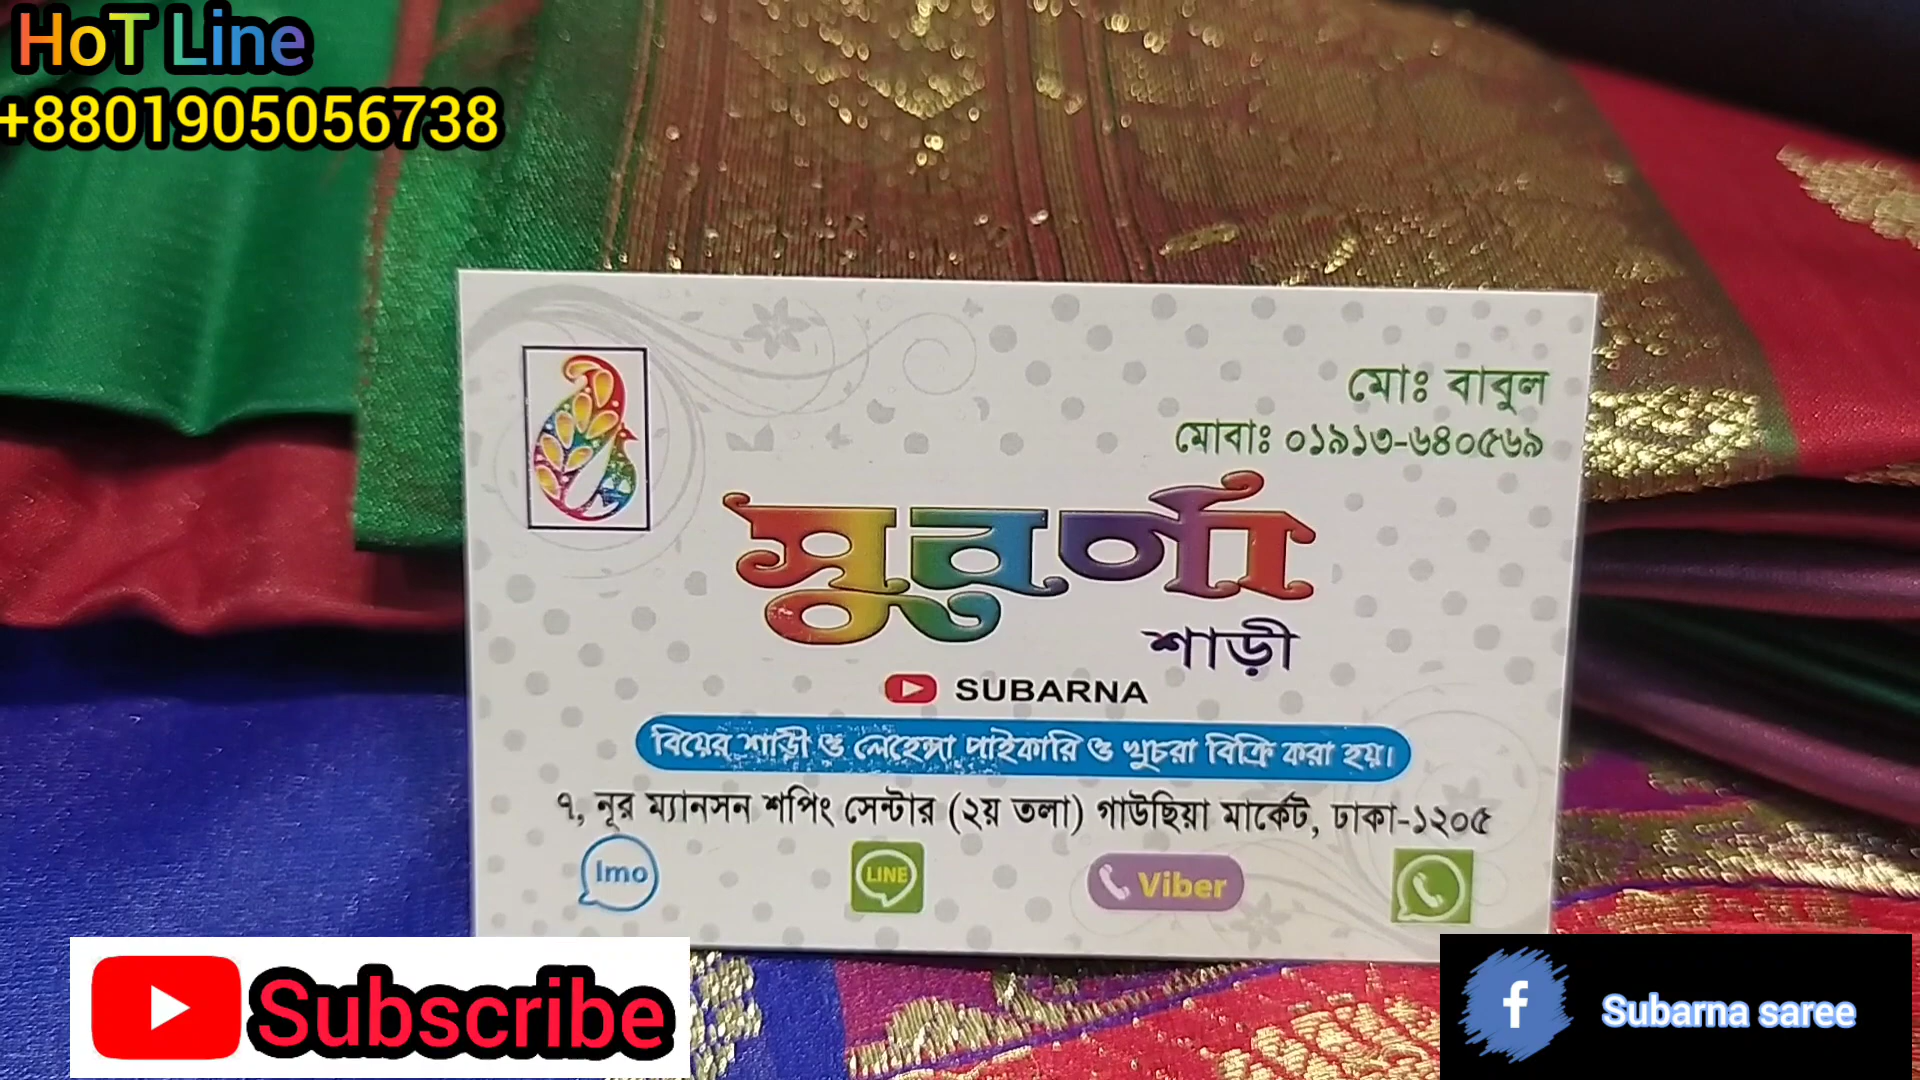 HoT Line
+8801905056738
মোঃ বাবুল
মোবাঃ ০১৯১৩-৬৪০৫৬৯
সুবর্ণা
শাড়ী
SUBARNA
বিয়ের শাড়ী ও লেহেঙ্গা পাইকারি ও খুচরা বিক্রি করা হয়।
৭, নূর ম্যানসন শপিং সেন্টার (২য় তলা) গাউছিয়া মার্কেট, ঢাকা-১২০৫
Imo LINE Viber
Subscribe
f Subarna saree